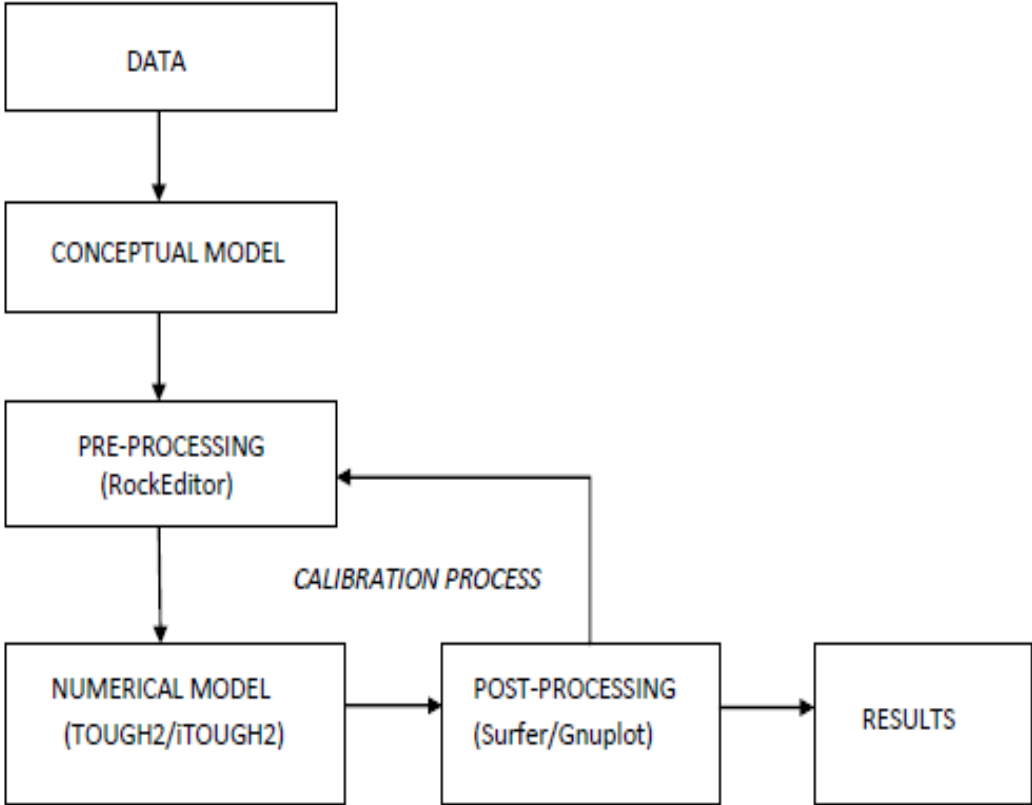 DATA
CONCEPTUAL MODEL
PRE-PROCESSING
(RockEditor)
CALIBRATION PROCESS
NUMERICAL MODEL
(TOUGH2/iTOUGH2)
POST-PROCESSING
(Surfer/Gnuplot)
RESULTS